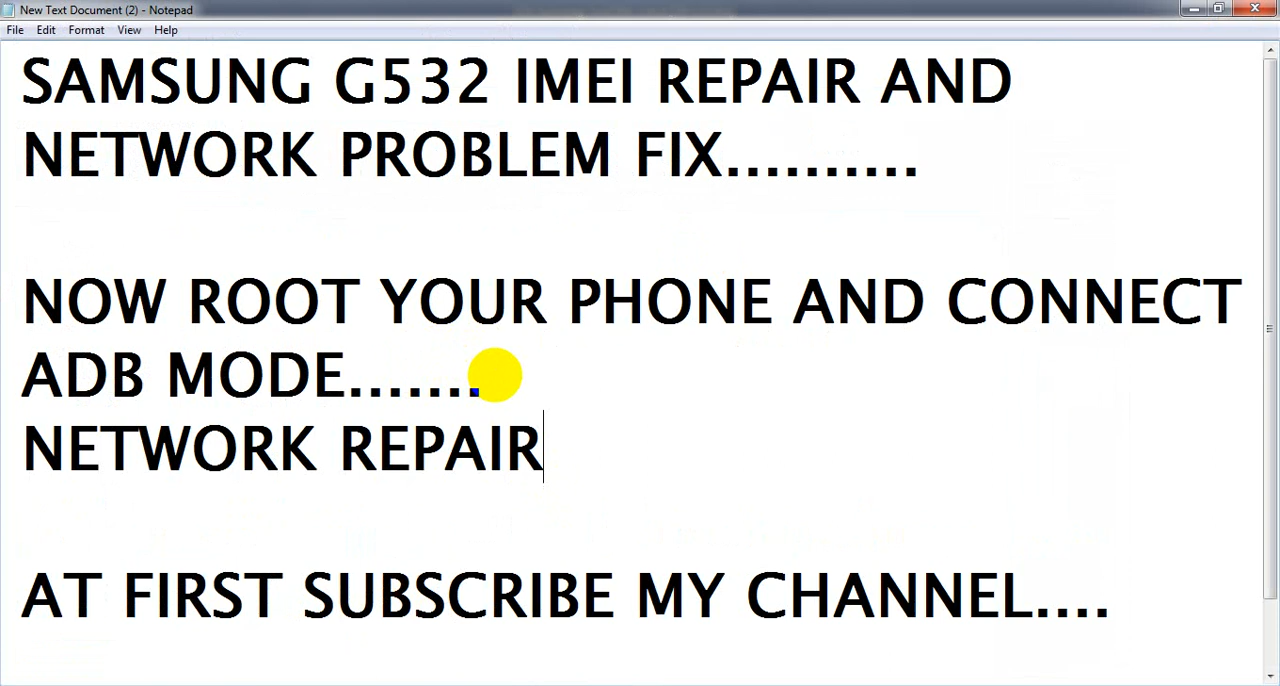 New Text Document (2) - Notepad
File Edit Format View Help
SAMSUNG G532 IMEI REPAIR AND
NETWORK PROBLEM FIX..........
NOW ROOT YOUR PHONE AND CONNECT
ADB MODE.......
NETWORK REPAIR
AT FIRST SUBSCRIBE MY CHANNEL....